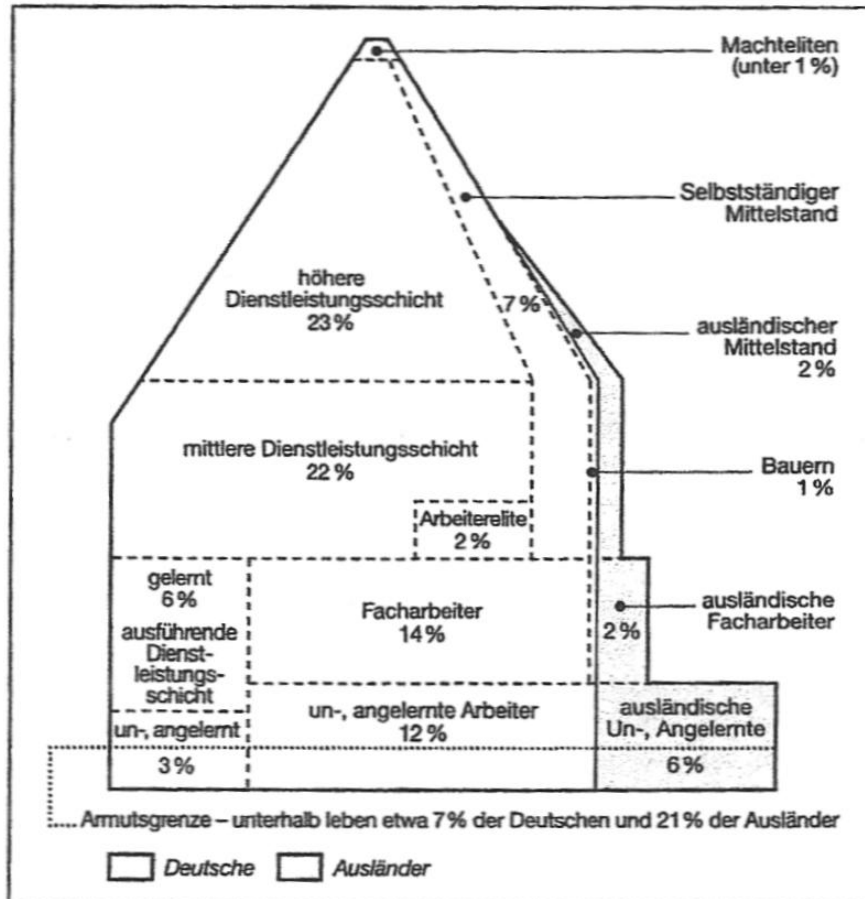 Machteliten
(unter 1 %)
Selbstständiger
Mittelstand
höhere
Dienstleistungsschicht
23 %
7 %
ausländischer
Mittelstand
2 %
mittlere Dienstleistungsschicht
22 %
Bauern
1 %
Arbeiterelite
2 %
gelernt
6 %
ausführende
Dienst-
leistungs-
schicht
Facharbeiter
14 %
2 %
ausländische
Facharbeiter
un-, angelernt
3 %
un-, angelernte Arbeiter
12 %
ausländische
Un-, Angelernte
6 %
..... Armutsgrenze – unterhalb leben etwa 7 % der Deutschen und 21 % der Ausländer
Deutsche Ausländer